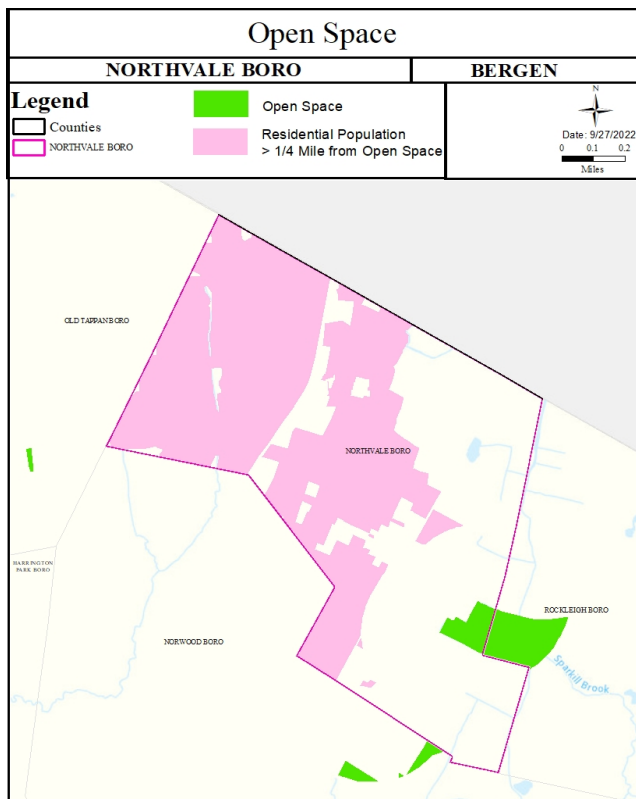 Open Space
NORTHVALE BORO
BERGEN
Legend
Counties
NORTHVALE BORO
Open Space
Residential Population
> 1/4 Mile from Open Space
N
Date: 9/27/2022
0 0.1 0.2
Miles
OLD TAPPAN BORO
NORTHVALE BORO
HARRINGTON
PARK BORO
ROCKLEIGH BORO
NORWOOD BORO
Sparkill Brook